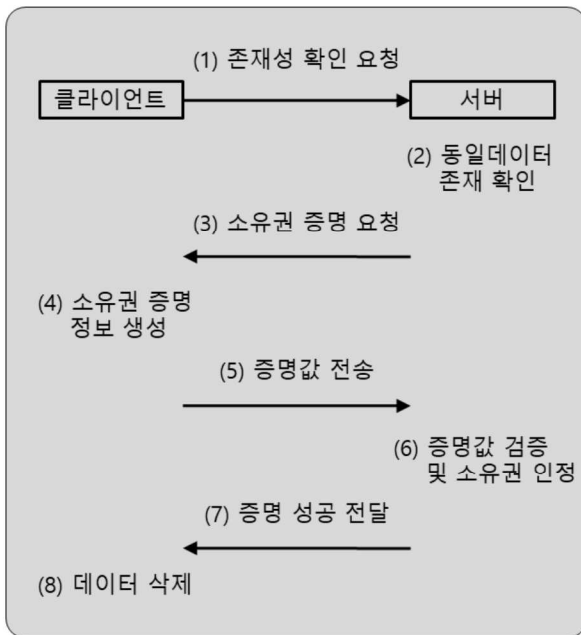 (1) 존재성 확인 요청
클라이언트
서버
(2) 동일데이터
존재 확인
(3) 소유권 증명 요청
(4) 소유권 증명
정보 생성
(5) 증명값 전송
(6) 증명값 검증
및 소유권 인정
(7) 증명 성공 전달
(8) 데이터 삭제